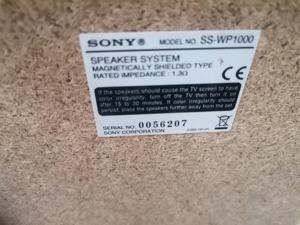 SONY® MODEL NO. SS-WP1000
SPEAKER SYSTEM
MAGNETICALLY SHIELDED TYPE
RATED IMPEDANCE : 1.3Ω
CE
If the speakers should cause the TV screen to have
color irregularity, turn off the TV then turn it on
after 15 to 30 minutes. If color irregularity should
persist, place the speakers further away from the set.
SERIAL NO. 0056207
SONY CORPORATION